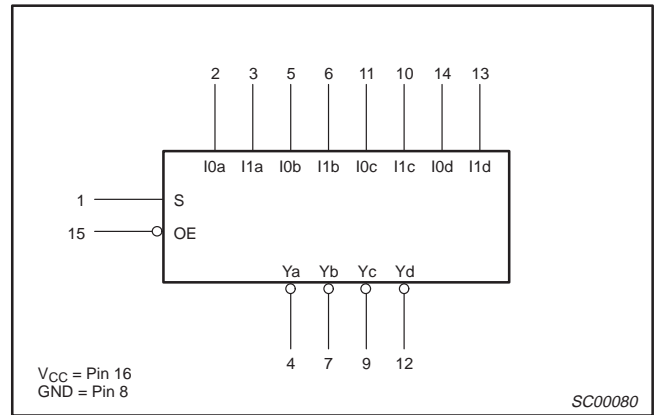 2 3 5 6 11 10 14 13
I0a I1a I0b I1b I0c I1c I0d I1d
1 S
15 OE
Ya Yb Yc Yd
4 7 9 12
VCC = Pin 16
GND = Pin 8
SC00080